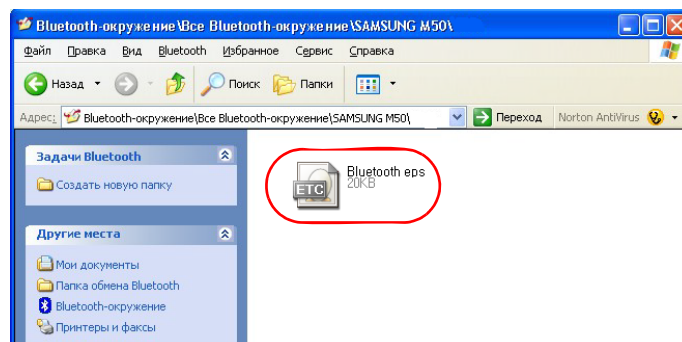 Bluetooth-окружение\Все Bluetooth-окружение\SAMSUNG M50\
Файл Правка Вид Bluetooth Избранное Сервис Справка
Назад Поиск Папки
Адрес: Bluetooth-окружение\Все Bluetooth-окружение\SAMSUNG M50\ Переход Norton AntiVirus
Задачи Bluetooth
Создать новую папку
Bluetooth eps
ETC
20KB
Другие места
Мои документы
Папка обмена Bluetooth
Bluetooth-окружение
Принтеры и факсы